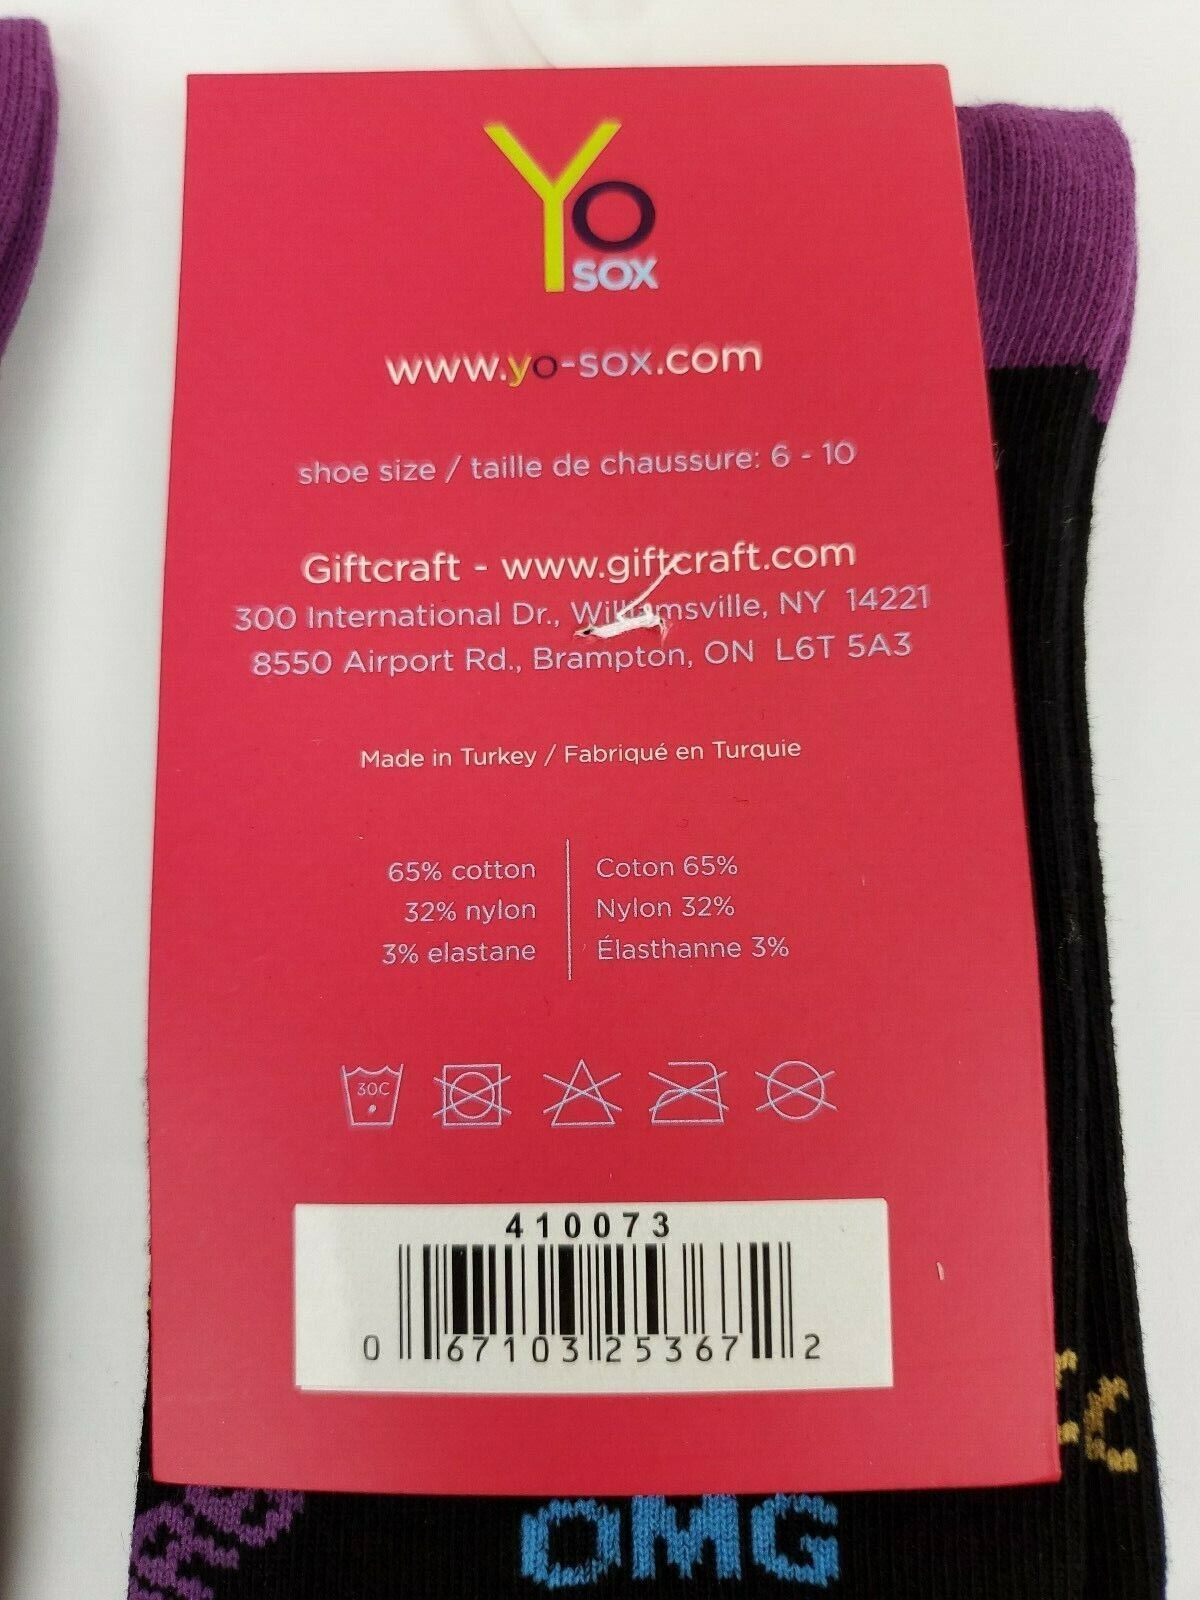 Yo
SOX
www.yo-sox.com
shoe size / taille de chaussure: 6 - 10
Giftcraft - www.giftcraft.com
300 International Dr., Williamsville, NY 14221
8550 Airport Rd., Brampton, ON L6T 5A3
Made in Turkey / Fabriqué en Turquie
65% cotton
32% nylon
3% elastane
Coton 65%
Nylon 32%
Élasthanne 3%
30C
410073
0 67103 25367 2
OMG